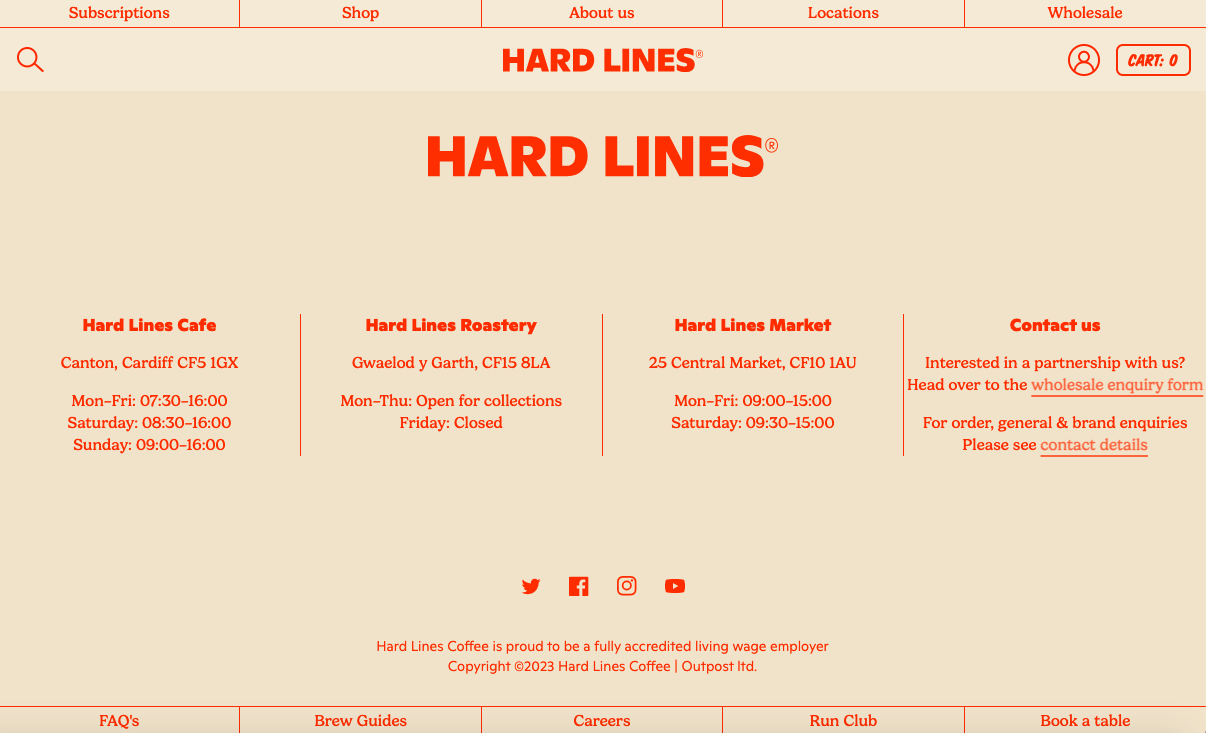 Subscriptions
Shop
About us
Locations
Wholesale
HARD LINES®
CART: 0
HARD LINES®
Hard Lines Cafe
Canton, Cardiff CF5 1GX
Mon–Fri: 07:30–16:00
Saturday: 08:30–16:00
Sunday: 09:00–16:00
Hard Lines Roastery
Gwaelod y Garth, CF15 8LA
Mon–Thu: Open for collections
Friday: Closed
Hard Lines Market
25 Central Market, CF10 1AU
Mon–Fri: 09:00–15:00
Saturday: 09:30–15:00
Contact us
Interested in a partnership with us?
Head over to the wholesale enquiry form
For order, general & brand enquiries
Please see contact details
Hard Lines Coffee is proud to be a fully accredited living wage employer
Copyright ©2023 Hard Lines Coffee | Outpost ltd.
FAQ's
Brew Guides
Careers
Run Club
Book a table